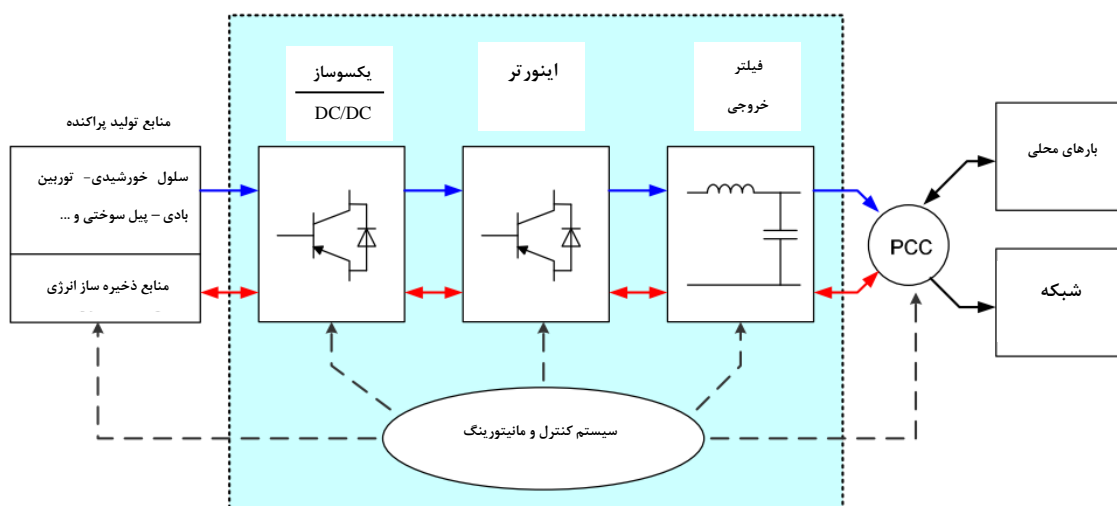 یکسوساز
DC/DC
اینورتر
فیلتر
خروجی
منابع تولید پراکنده
سلول خورشیدی- توربین
بادی – پیل سوختی و ...
منابع ذخیره ساز انرژی
بارهای محلی
PCC
شبکه
سیستم کنترل و مانیتورینگ